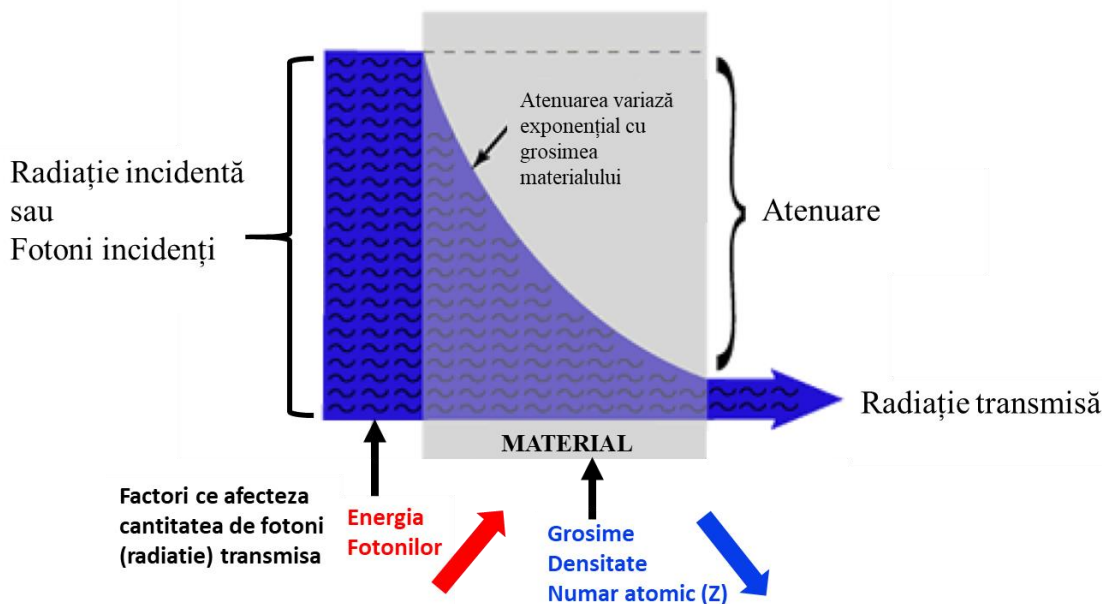 Radiație incidentă
sau
Fotoni incidenți
Atenuarea variază
exponențial cu
grosimea
materialului
Atenuare
Radiație transmisă
MATERIAL
Factori ce afecteza
cantitatea de fotoni
(radiatie) transmisa
Energia
Fotonilor
Grosime
Densitate
Numar atomic (Z)